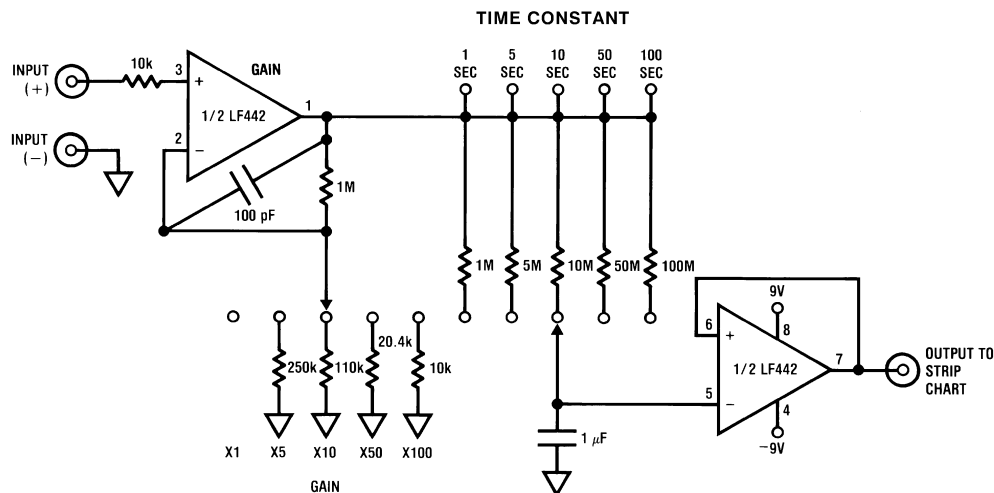 TIME CONSTANT
1 SEC
5 SEC
10 SEC
50 SEC
100 SEC
INPUT (+)
10k
3
+
GAIN
1/2 LF442
1
INPUT (−)
2
−
100 pF
1M
1M
5M
10M
50M
100M
250k
110k
20.4k
10k
X1
X5
X10
X50
X100
GAIN
1 μF
9V
8
6
+
1/2 LF442
7
5
−
4
−9V
OUTPUT TO
STRIP
CHART